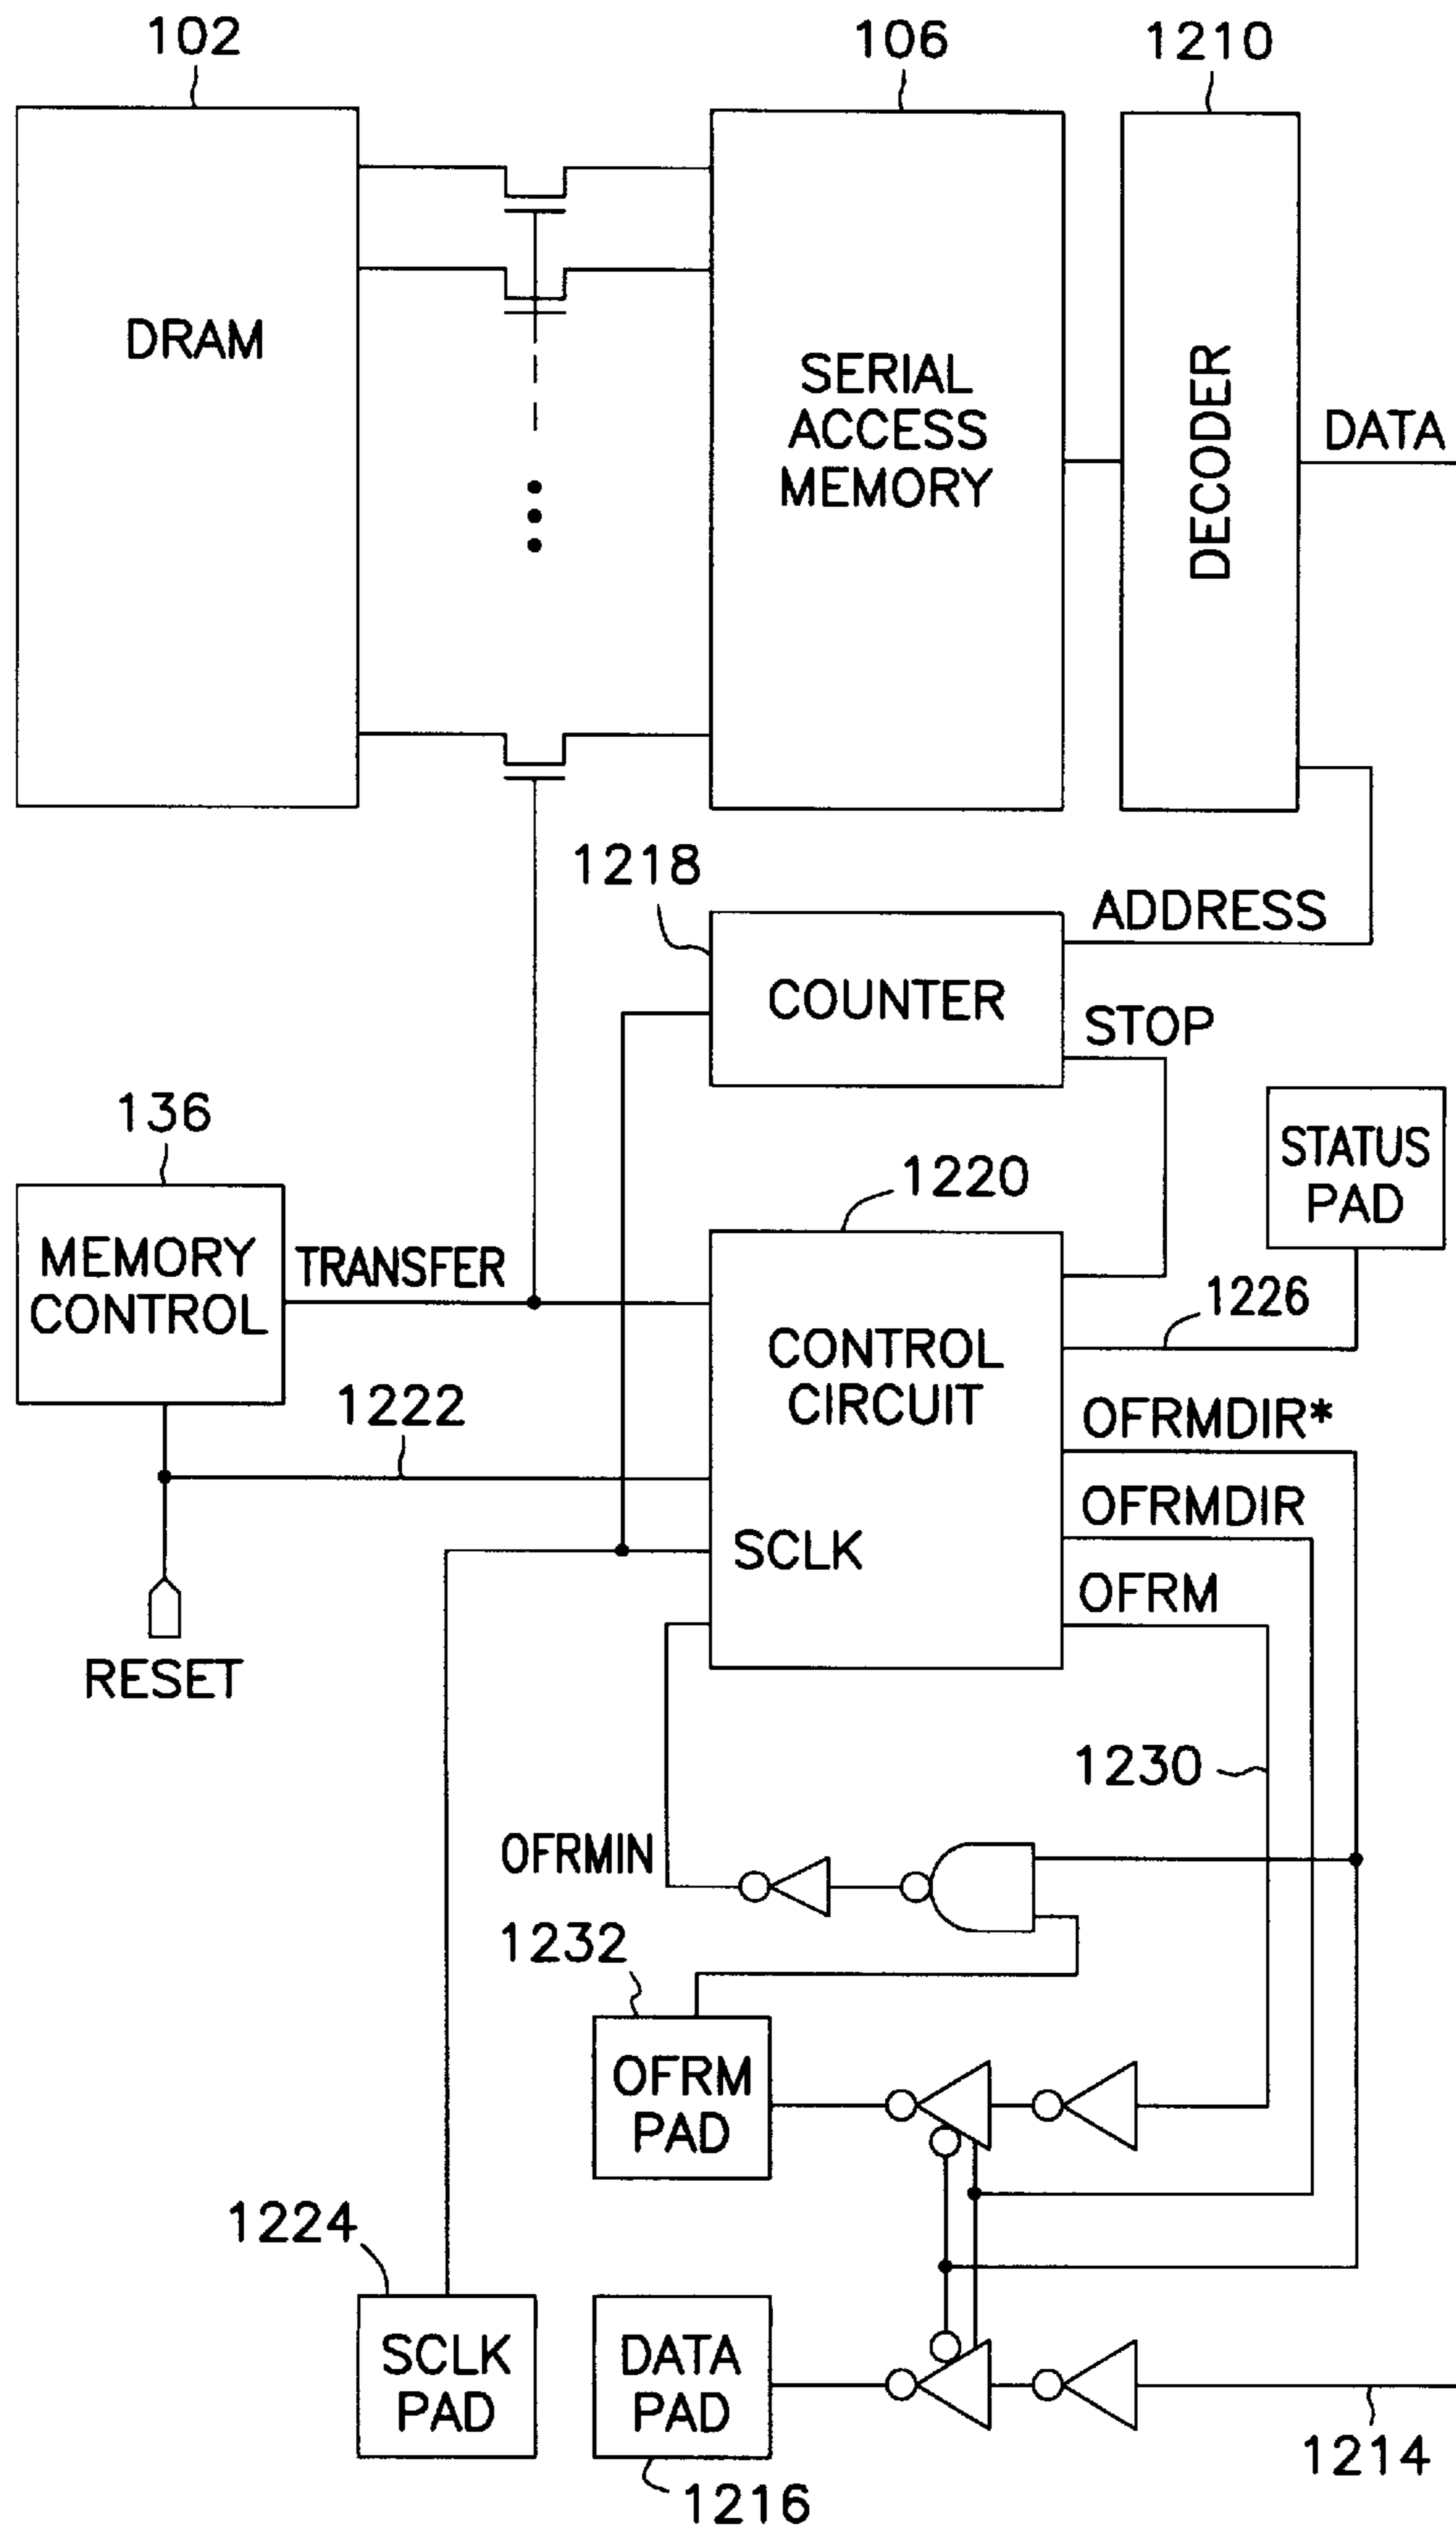 102
106
1210
DRAM
SERIAL
ACCESS
MEMORY
DECODER
DATA
1218
ADDRESS
COUNTER
STOP
136
STATUS
PAD
1220
MEMORY
CONTROL
TRANSFER
1226
CONTROL
CIRCUIT
1222
OFRMDIR*
OFRMDIR
SCLK
OFRM
RESET
1230
OFRMIN
1232
OFRM
PAD
1224
SCLK
PAD
DATA
PAD
1214
1216